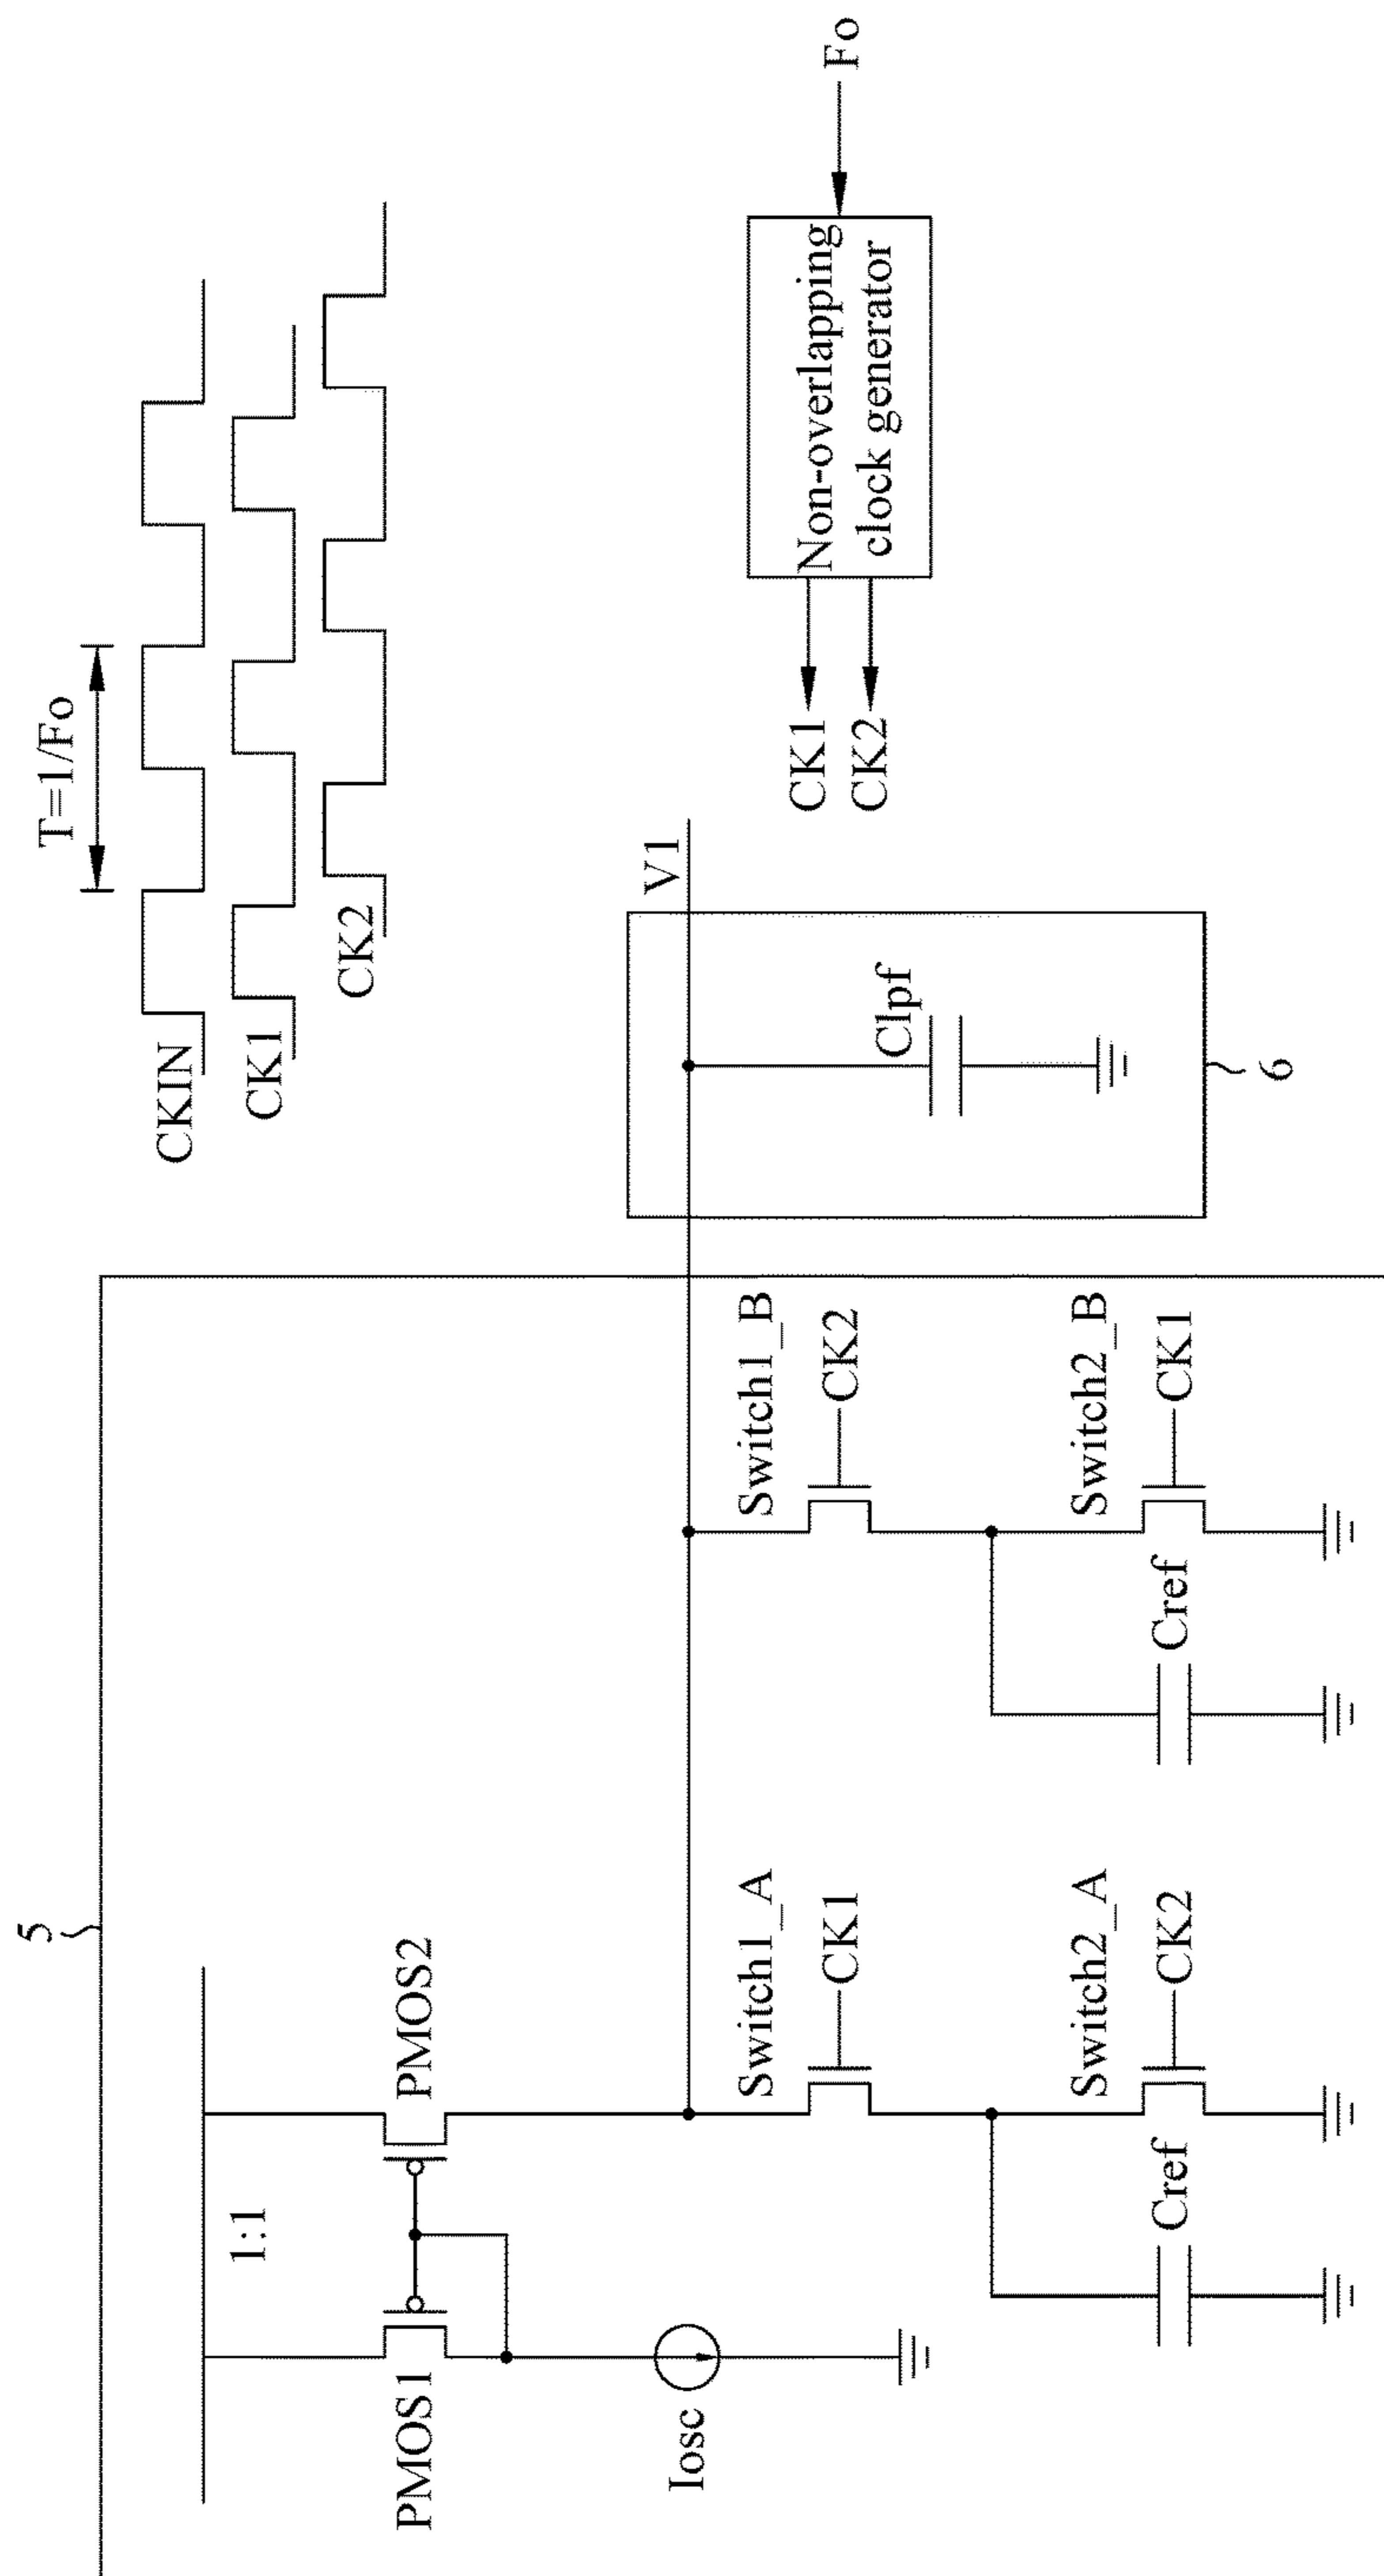 5
1:1
PMOS1
PMOS2
Iosc
Switch1_A
CK1
Switch1_B
CK2
Cref
Switch2_A
CK2
Cref
Switch2_B
CK1
V1
Clpf
6
T=1/Fo
CKIN
CK1
CK2
CK1
CK2
Non-overlapping
clock generator
Fo